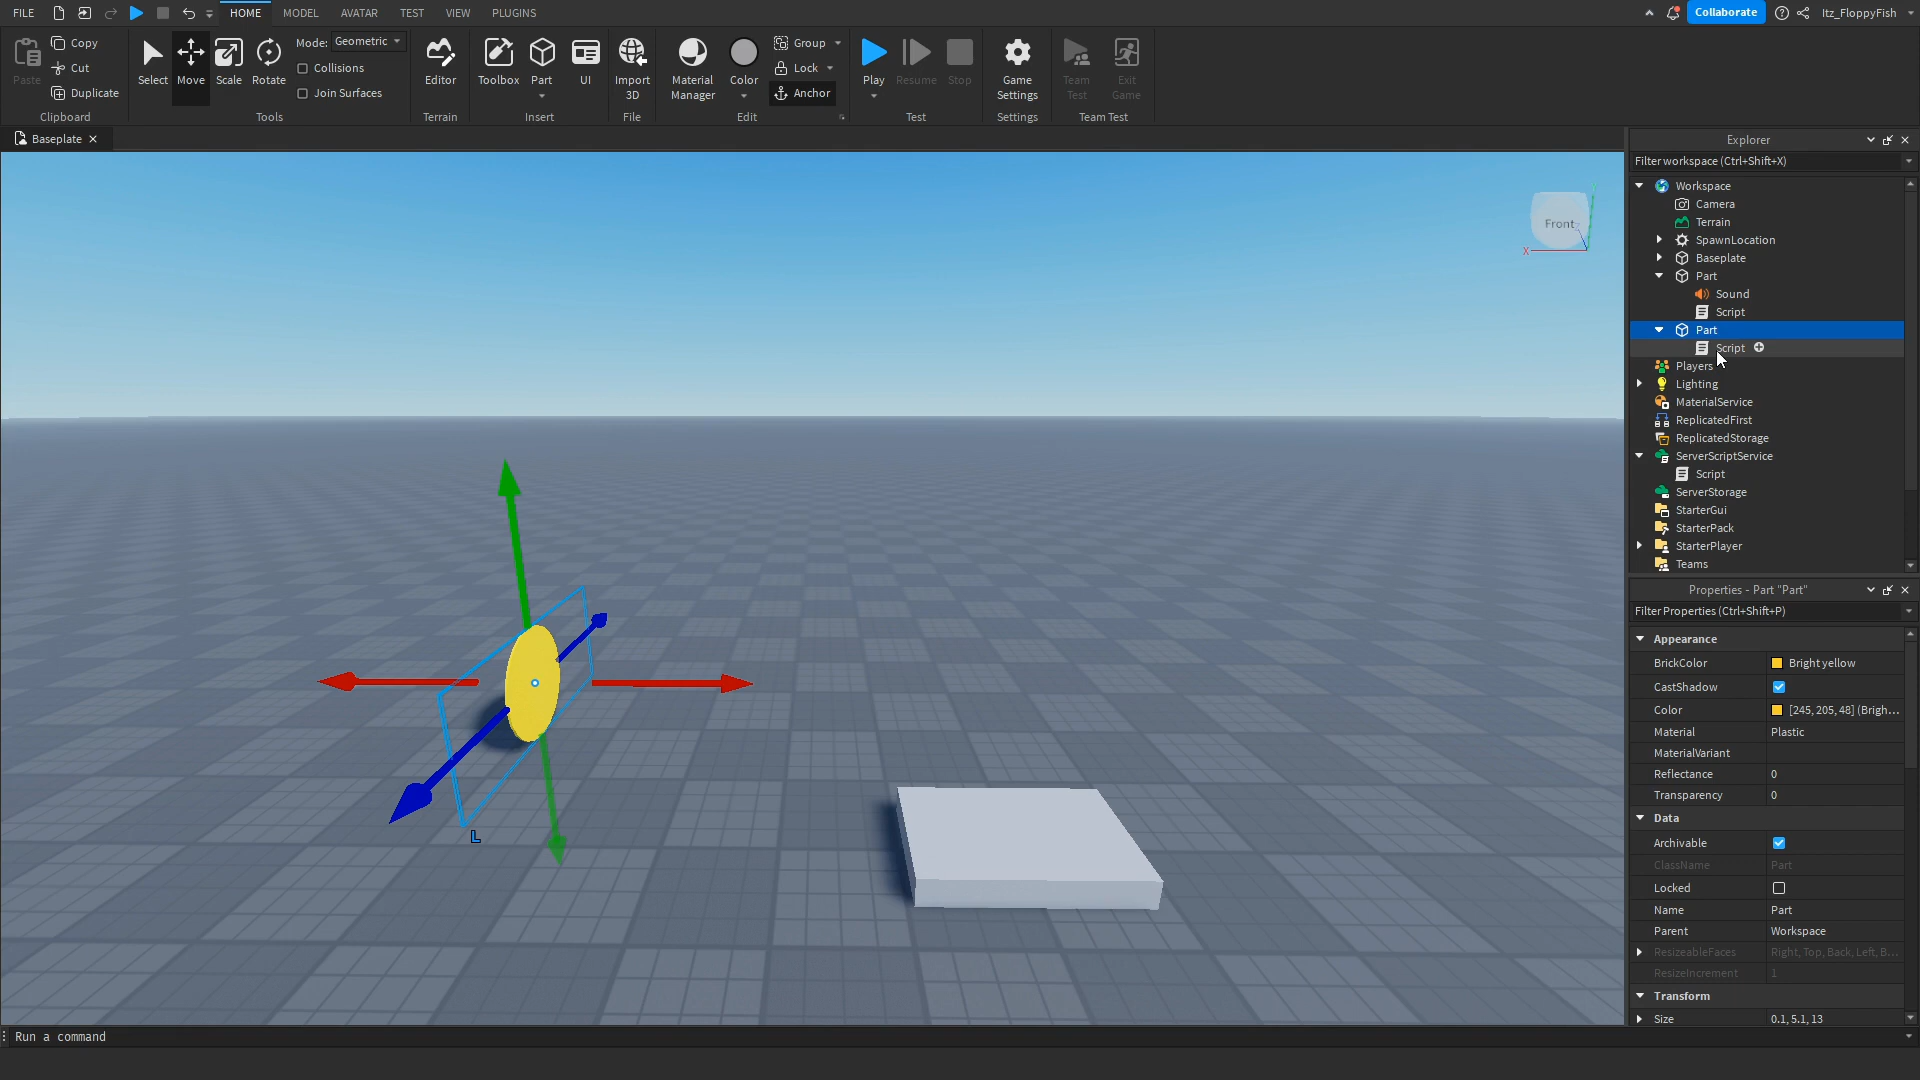 FILE HOME MODEL AVATAR TEST VIEW PLUGINS Collaborate Itz_FloppyFish
Paste Copy Cut Duplicate
Clipboard
Select Move Scale Rotate
Mode: Geometric
Collisions
Join Surfaces
Tools
Editor
Terrain
Toolbox Part UI
Insert
Import
3D
File
Material
Manager
Color
Group
Lock
Anchor
Edit
Play Resume Stop
Test
Game
Settings
Settings
Team
Test
Exit
Game
Team Test
Baseplate
Front
X
L
Explorer
Filter workspace (Ctrl+Shift+X)
Workspace
Camera
Terrain
SpawnLocation
Baseplate
Part
Sound
Script
Part
Script
Players
Lighting
MaterialService
ReplicatedFirst
ReplicatedStorage
ServerScriptService
Script
ServerStorage
StarterGui
StarterPack
StarterPlayer
Teams
Properties - Part "Part"
Filter Properties (Ctrl+Shift+P)
Appearance
BrickColor Bright yellow
CastShadow
Color [245, 205, 48] (Brigh...
Material Plastic
MaterialVariant
Reflectance 0
Transparency 0
Data
Archivable
ClassName Part
Locked
Name Part
Parent Workspace
ResizeableFaces Right, Top, Back, Left, B...
ResizeIncrement 1
Transform
Size 0.1, 5.1, 13
Run a command